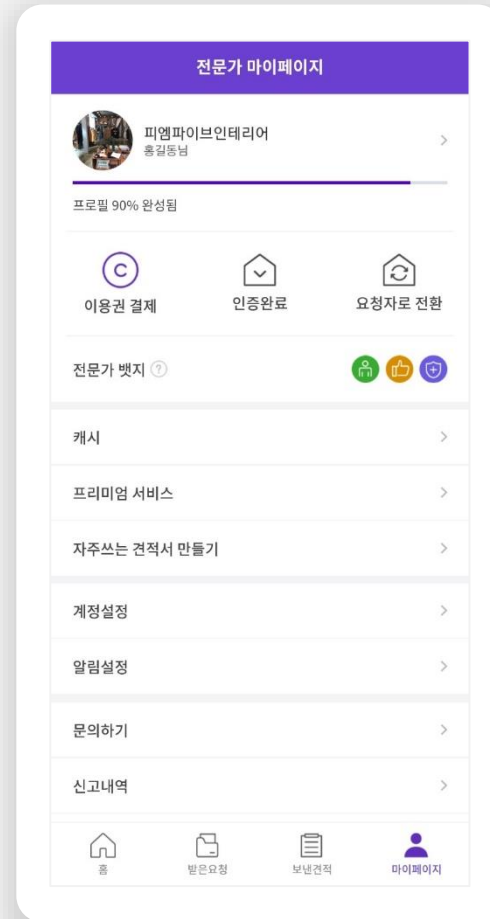 전문가 마이페이지
피엠파이브인테리어
홍길동님
프로필 90% 완성됨
C
이용권 결제
인증완료
요청자로 전환
전문가 뱃지 ?
캐시
프리미엄 서비스
자주쓰는 견적서 만들기
계정설정
알림설정
문의하기
신고내역
홈
받은요청
보낸견적
마이페이지